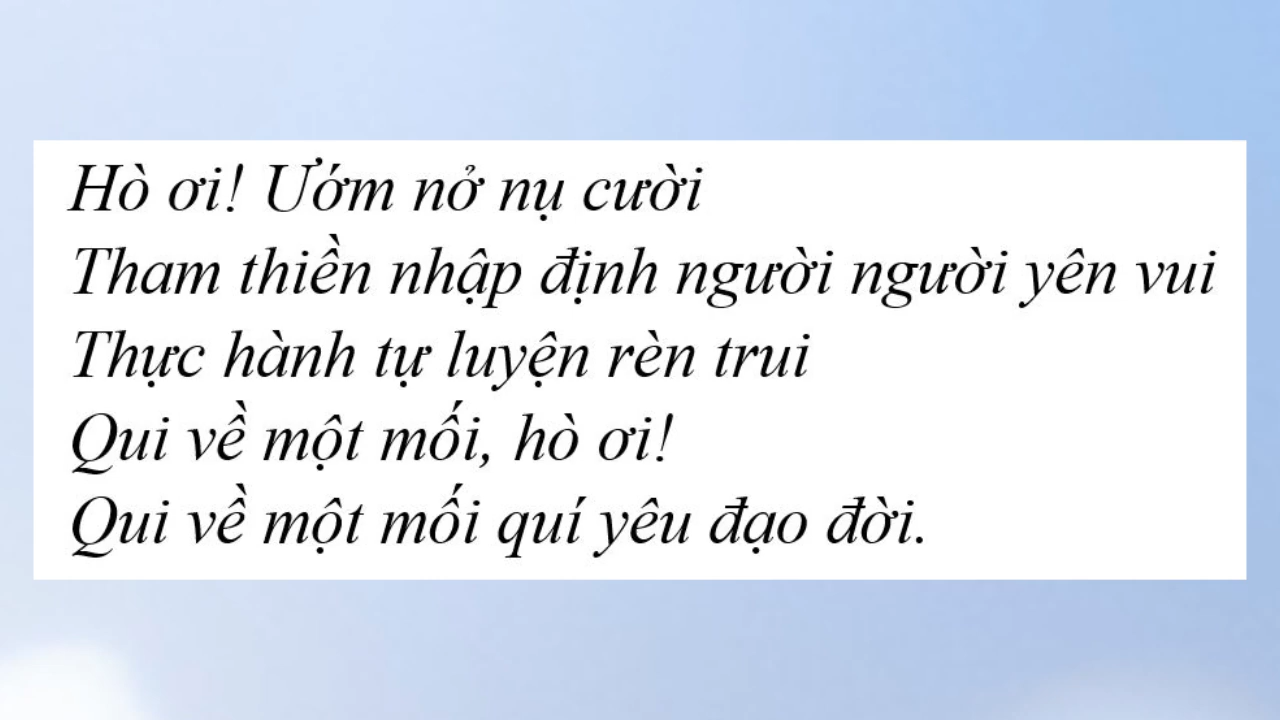 Hò ơi! Ướm nở nụ cười
Tham thiền nhập định người người yên vui
Thực hành tự luyện rèn trui
Qui về một mối, hò ơi!
Qui về một mối quí yêu đạo đời.